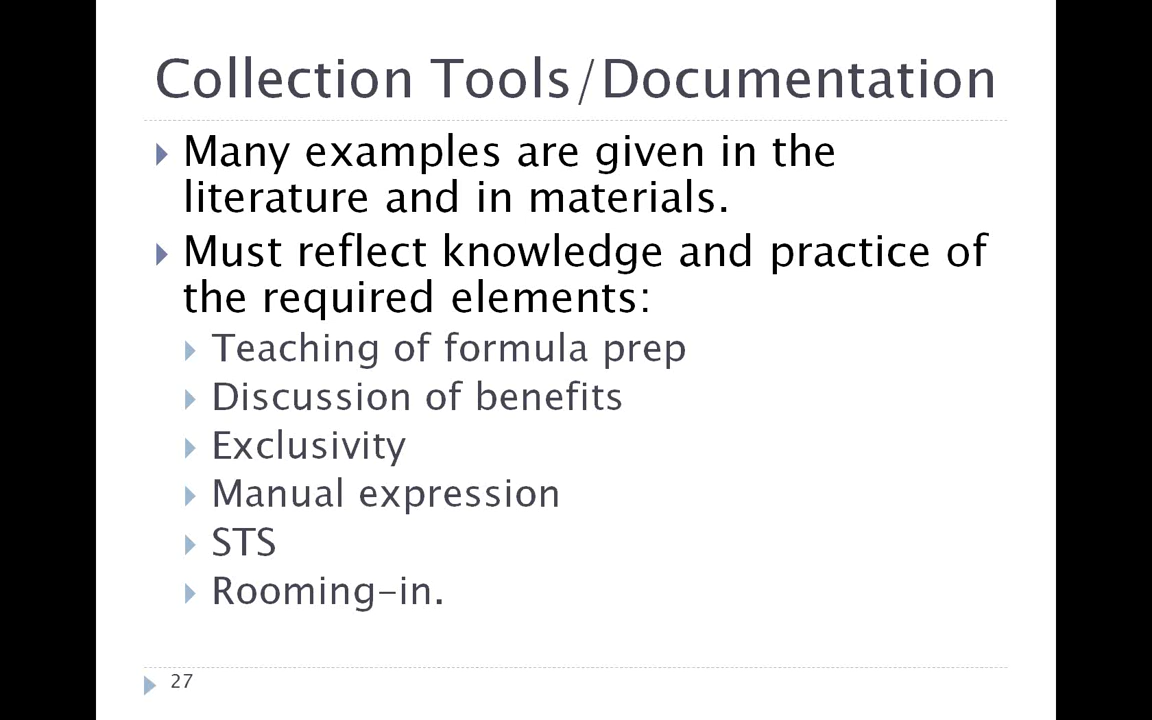 Collection Tools/Documentation
Many examples are given in the
literature and in materials.
Must reflect knowledge and practice of
the required elements:
Teaching of formula prep
Discussion of benefits
Exclusivity
Manual expression
STS
Rooming-in.
27